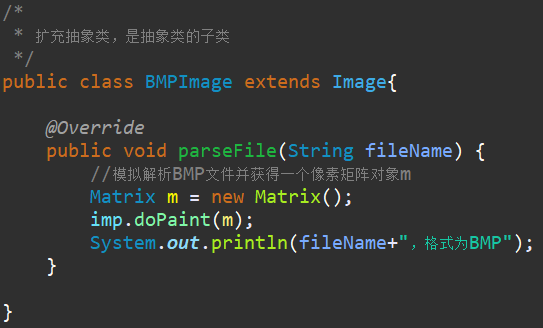 /*
 * 扩充抽象类，是抽象类的子类
 */
public class BMPImage extends Image{
@Override
public void parseFile(String fileName) {
//模拟解析BMP文件并获得一个像素矩阵对象m
Matrix m = new Matrix();
imp.doPaint(m);
System.out.println(fileName+"，格式为BMP");
}
}